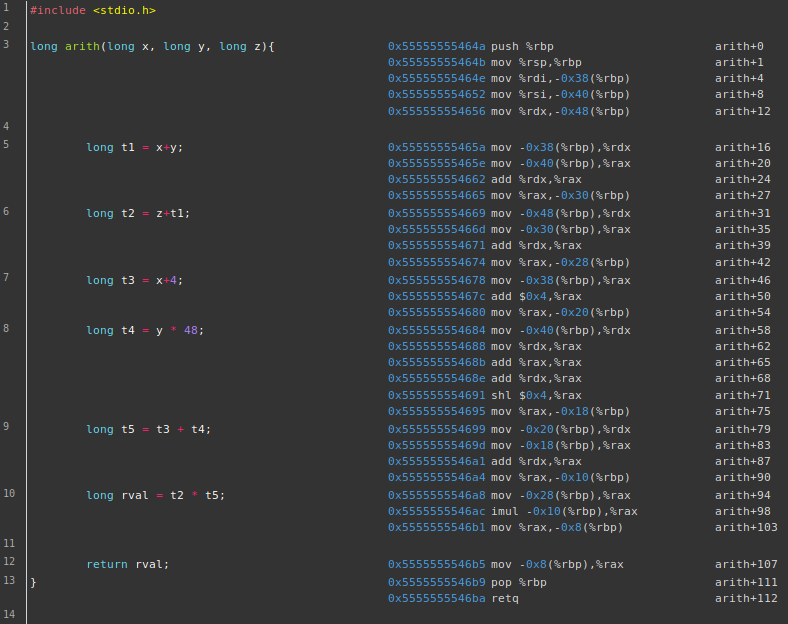 1 #include <stdio.h>
2
3 long arith(long x, long y, long z){ 0x55555555464a push %rbp arith+0
0x55555555464b mov %rsp,%rbp arith+1
0x55555555464e mov %rdi,-0x38(%rbp) arith+4
0x555555554652 mov %rsi,-0x40(%rbp) arith+8
0x555555554656 mov %rdx,-0x48(%rbp) arith+12
4
5 long t1 = x+y; 0x55555555465a mov -0x38(%rbp),%rdx arith+16
0x55555555465e mov -0x40(%rbp),%rax arith+20
0x555555554662 add %rdx,%rax arith+24
0x555555554665 mov %rax,-0x30(%rbp) arith+27
6 long t2 = z+t1; 0x555555554669 mov -0x48(%rbp),%rdx arith+31
0x55555555466d mov -0x30(%rbp),%rax arith+35
0x555555554671 add %rdx,%rax arith+39
0x555555554674 mov %rax,-0x28(%rbp) arith+42
7 long t3 = x+4; 0x555555554678 mov -0x38(%rbp),%rax arith+46
0x55555555467c add $0x4,%rax arith+50
0x555555554680 mov %rax,-0x20(%rbp) arith+54
8 long t4 = y * 48; 0x555555554684 mov -0x40(%rbp),%rdx arith+58
0x555555554688 mov %rdx,%rax arith+62
0x55555555468b add %rax,%rax arith+65
0x55555555468e add %rdx,%rax arith+68
0x555555554691 shl $0x4,%rax arith+71
0x555555554695 mov %rax,-0x18(%rbp) arith+75
9 long t5 = t3 + t4; 0x555555554699 mov -0x20(%rbp),%rdx arith+79
0x55555555469d mov -0x18(%rbp),%rax arith+83
0x5555555546a1 add %rdx,%rax arith+87
0x5555555546a4 mov %rax,-0x10(%rbp) arith+90
10 long rval = t2 * t5; 0x5555555546a8 mov -0x28(%rbp),%rax arith+94
0x5555555546ac imul -0x10(%rbp),%rax arith+98
0x5555555546b1 mov %rax,-0x8(%rbp) arith+103
11
12 return rval; 0x5555555546b5 mov -0x8(%rbp),%rax arith+107
13 } 0x5555555546b9 pop %rbp arith+111
0x5555555546ba retq arith+112
14